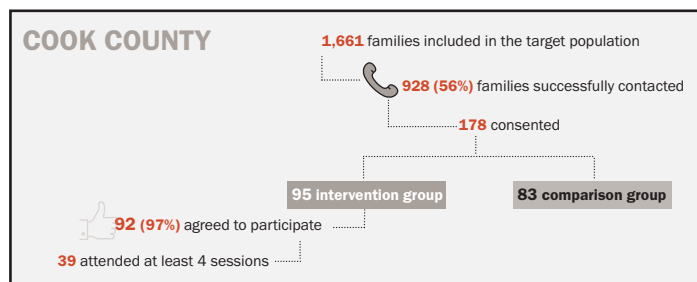 COOK COUNTY
1,661 families included in the target population
928 (56%) families successfully contacted
178 consented
95 intervention group
83 comparison group
92 (97%) agreed to participate
39 attended at least 4 sessions